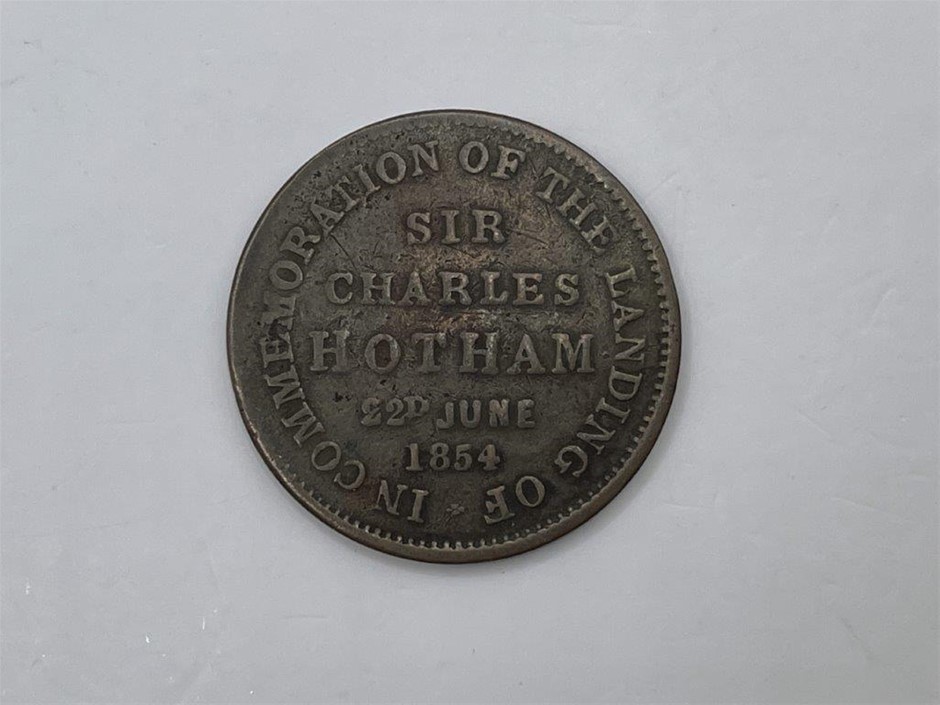 IN COMMEMORATION OF THE LANDING OF
SIR
CHARLES
HOTHAM
22D JUNE
1854